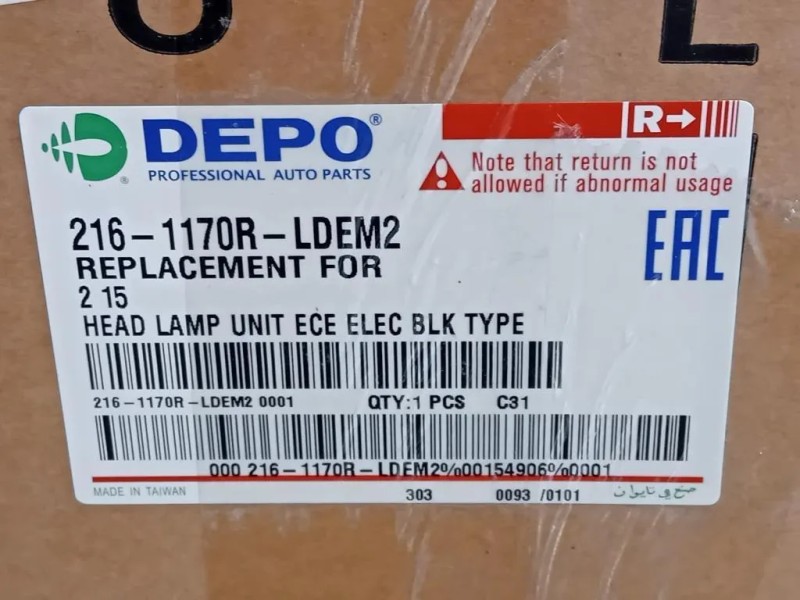 DEPO®
PROFESSIONAL AUTO PARTS
R→
Note that return is not
allowed if abnormal usage
216-1170R-LDEM2
REPLACEMENT FOR
2 15
HEAD LAMP UNIT ECE ELEC BLK TYPE
EAC
216-1170R-LDEM2 0001 QTY:1 PCS C31
000 216-1170R-LDEM2%00154906%0001
MADE IN TAIWAN 303 0093 /0101 صنع في تايوان